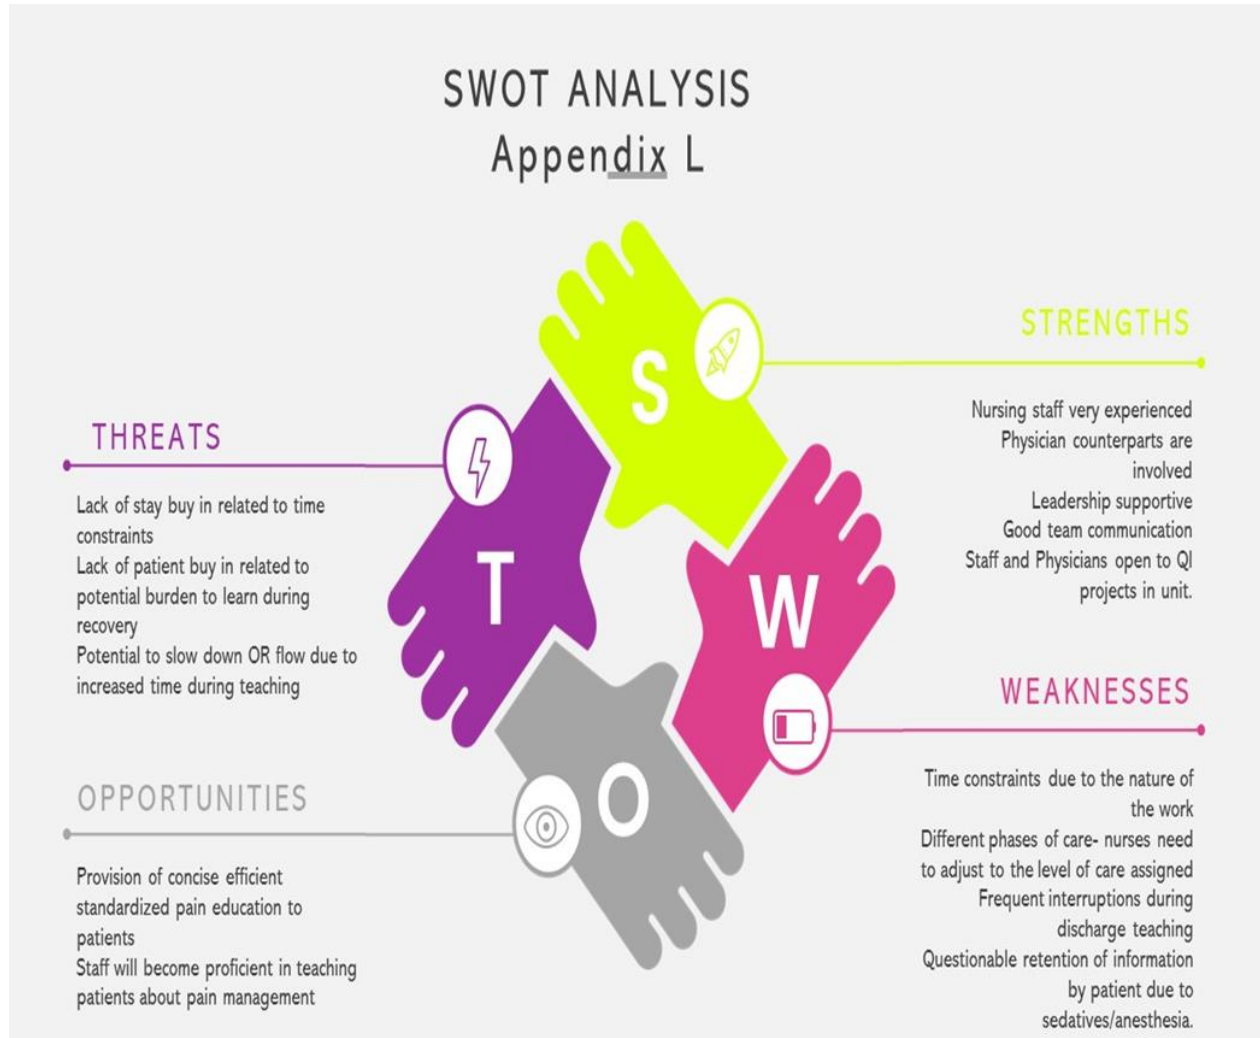 SWOT ANALYSIS
Appendix L
S
STRENGTHS
Nursing staff very experienced
Physician counterparts are
involved
Leadership supportive
Good team communication
Staff and Physicians open to QI
projects in unit.
W
WEAKNESSES
Time constraints due to the nature of
the work
Different phases of care- nurses need
to adjust to the level of care assigned
Frequent interruptions during
discharge teaching
Questionable retention of information
by patient due to
sedatives/anesthesia.
O
OPPORTUNITIES
Provision of concise efficient
standardized pain education to
patients
Staff will become proficient in teaching
patients about pain management
T
THREATS
Lack of stay buy in related to time
constraints
Lack of patient buy in related to
potential burden to learn during
recovery
Potential to slow down OR flow due to
increased time during teaching